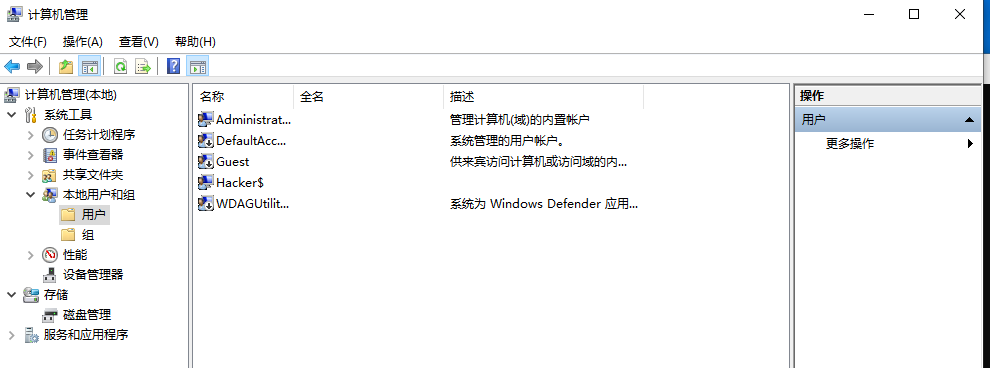 计算机管理
文件(F) 操作(A) 查看(V) 帮助(H)
计算机管理(本地)
系统工具
任务计划程序
事件查看器
共享文件夹
本地用户和组
用户
组
性能
设备管理器
存储
磁盘管理
服务和应用程序
名称 全名 描述
Administrat... 管理计算机(域)的内置帐户
DefaultAcc... 系统管理的用户帐户。
Guest 供来宾访问计算机或访问域的内...
Hacker$
WDAGUtilit... 系统为 Windows Defender 应用...
操作
用户
更多操作